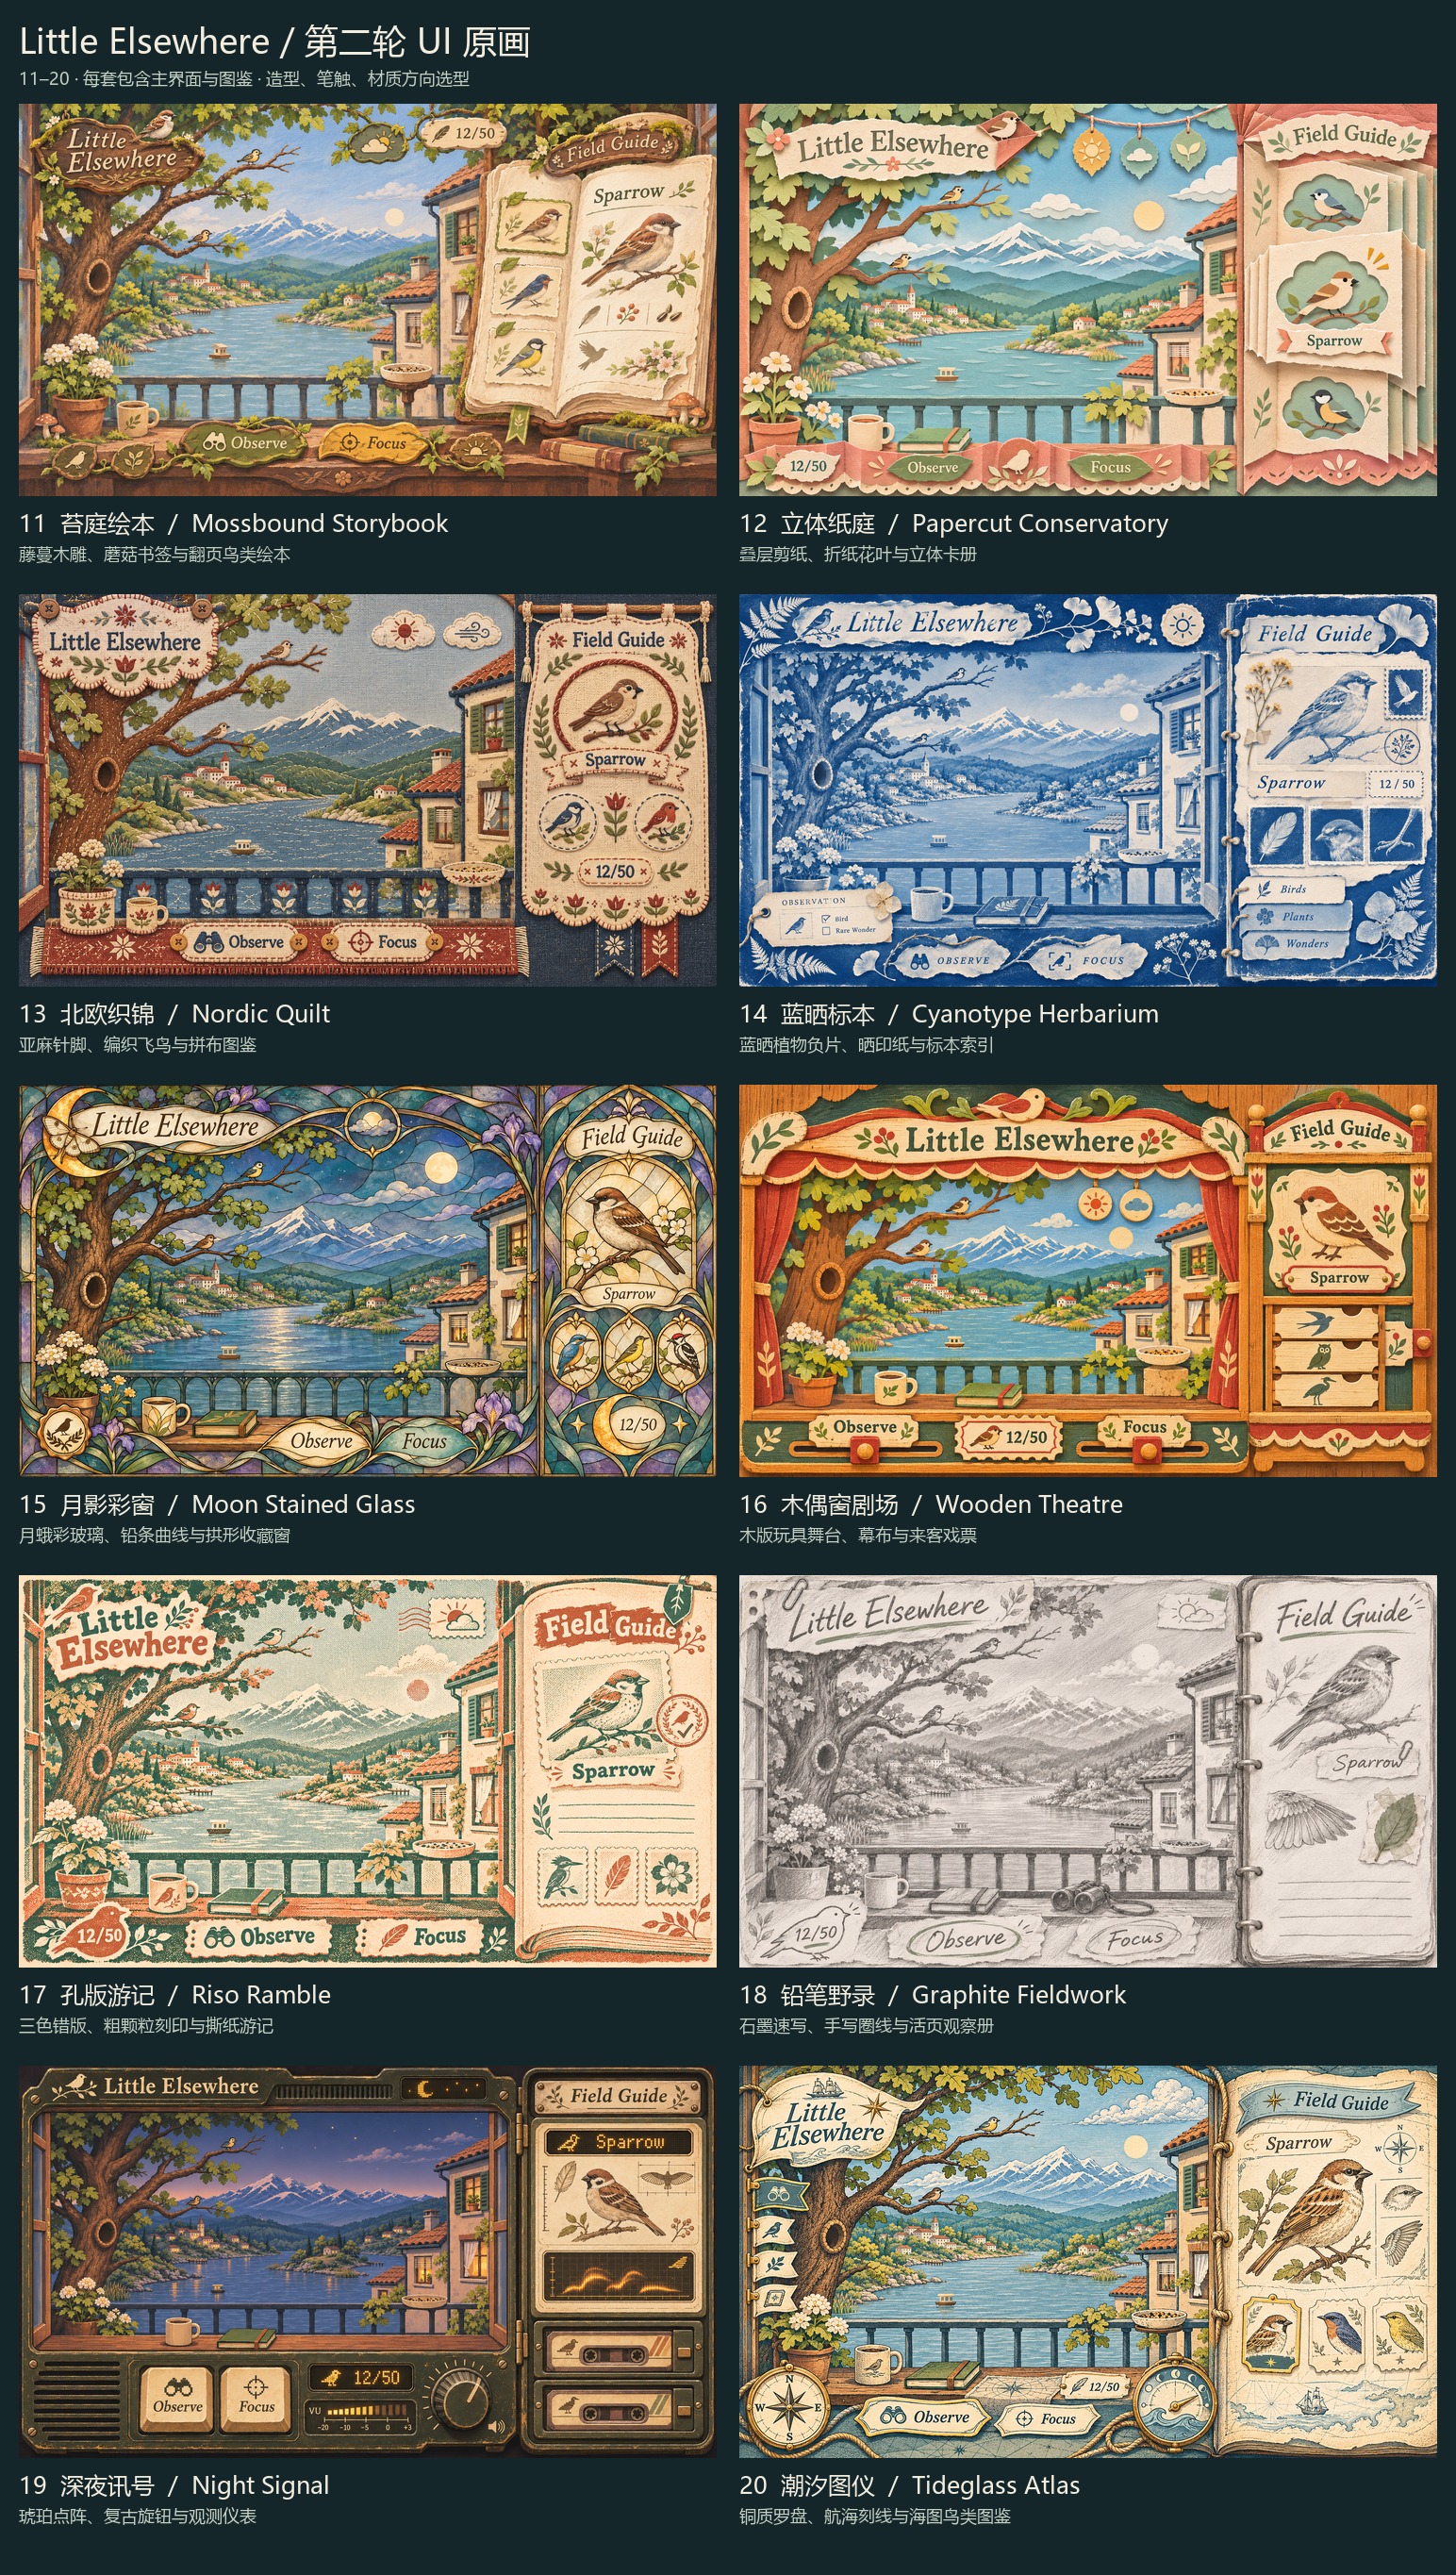 Little Elsewhere / 第二轮 UI 原画
11–20 · 每套包含主界面与图鉴 · 造型、笔触、材质方向选型
Little
Elsewhere
12/50
Field Guide
Sparrow
Observe
Focus
11 苔庭绘本 / Mossbound Storybook
藤蔓木雕、蘑菇书签与翻页鸟类绘本
Little Elsewhere
Field Guide
Sparrow
12/50
Observe
Focus
12 立体纸庭 / Papercut Conservatory
叠层剪纸、折纸花叶与立体卡册
Little Elsewhere
Field Guide
Sparrow
12/50
Observe
Focus
13 北欧织锦 / Nordic Quilt
亚麻针脚、编织飞鸟与拼布图鉴
Little Elsewhere
Field Guide
Sparrow
12 / 50
OBSERVAT'ON
Bird
Rare Wonder
Birds
Plants
Wonders
OBSERVE
FOCUS
14 蓝晒标本 / Cyanotype Herbarium
蓝晒植物负片、晒印纸与标本索引
Little Elsewhere
Field Guide
Sparrow
12/50
Observe
Focus
15 月影彩窗 / Moon Stained Glass
月蛾彩玻璃、铅条曲线与拱形收藏窗
Little Elsewhere
Field Guide
Sparrow
Observe
12/50
Focus
16 木偶窗剧场 / Wooden Theatre
木版玩具舞台、幕布与来客戏票
Little
Elsewhere
Field Guide
Sparrow
12/50
Observe
Focus
17 孔版游记 / Riso Ramble
三色错版、粗颗粒刻印与撕纸游记
Little Elsewhere
Field Guide
Sparrow
12/50
Observe
Focus
18 铅笔野录 / Graphite Fieldwork
石墨速写、手写圈线与活页观察册
Little Elsewhere
Field Guide
Sparrow
Observe
Focus
12/50
VU
-20 -10 -5 0 +3
19 深夜讯号 / Night Signal
琥珀点阵、复古旋钮与观测仪表
Little
Elsewhere
Field Guide
Sparrow
N
W E
S
N
W E
S
12/50
Observe
Focus
20 潮汐图仪 / Tideglass Atlas
铜质罗盘、航海刻线与海图鸟类图鉴